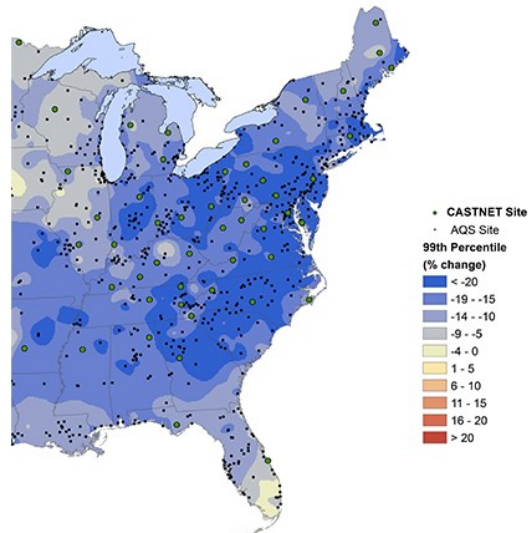 CASTNET Site
AQS Site
99th Percentile
(% change)
< -20
-19 - -15
-14 - -10
-9 - -5
-4 - 0
1 - 5
6 - 10
11 - 15
16 - 20
> 20